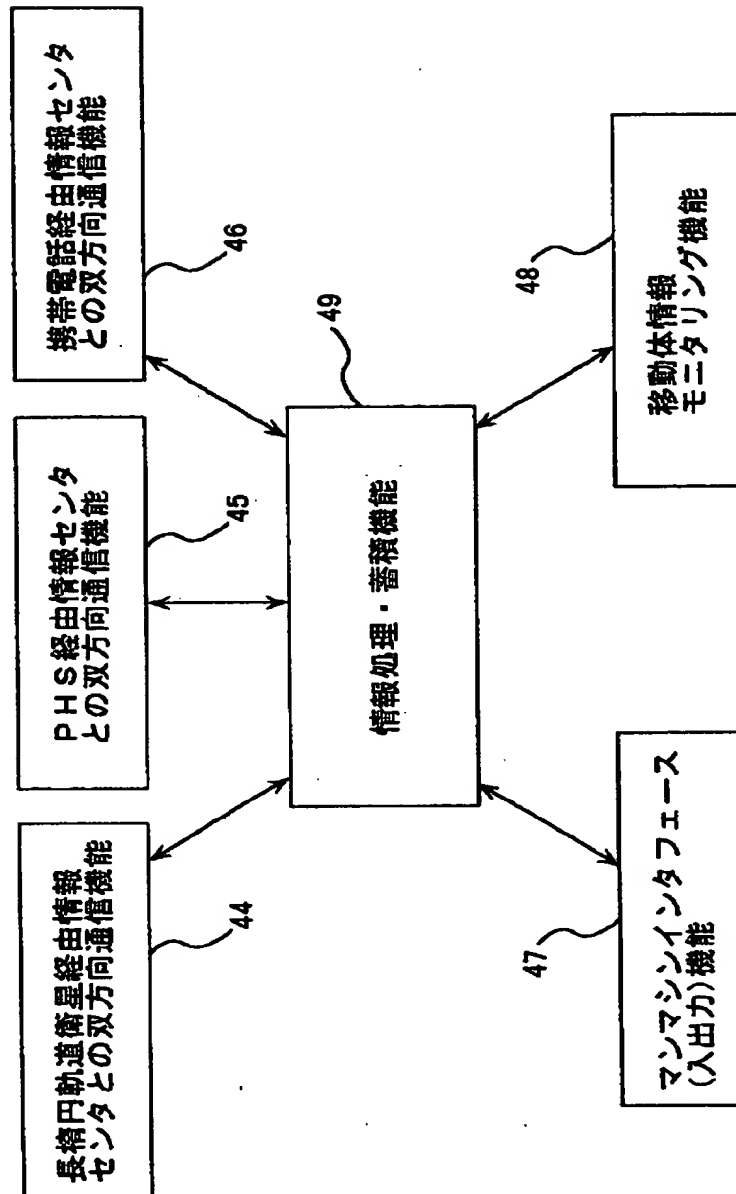 長楕円軌道衛星経由情報
センタとの双方向通信機能
44
PHS経由情報センタ
との双方向通信機能
45
携帯電話経由情報センタ
との双方向通信機能
46
情報処理・蓄積機能
49
マンマシンインタフェース
(入出力)機能
47
移動体情報
モニタリング機能
48